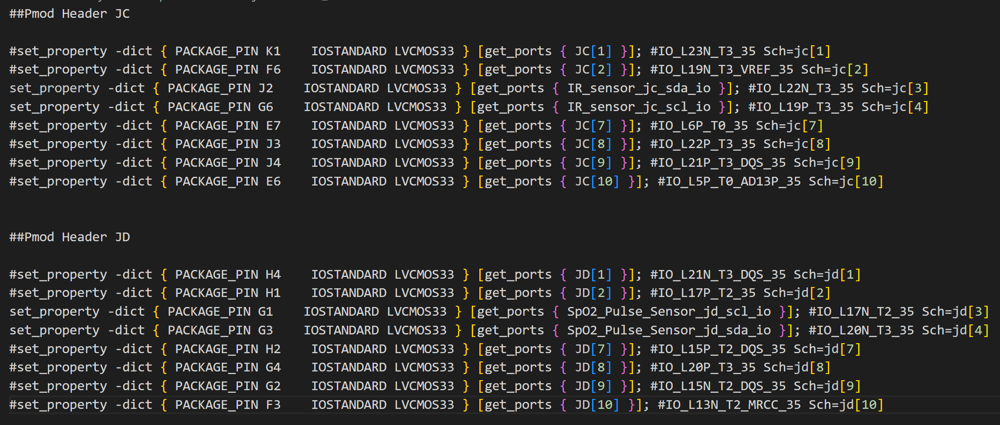 ##Pmod Header JC
#set_property -dict { PACKAGE_PIN K1    IOSTANDARD LVCMOS33 } [get_ports { JC[1] }]; #IO_L23N_T3_35 Sch=jc[1]
#set_property -dict { PACKAGE_PIN F6    IOSTANDARD LVCMOS33 } [get_ports { JC[2] }]; #IO_L19N_T3_VREF_35 Sch=jc[2]
set_property -dict { PACKAGE_PIN J2    IOSTANDARD LVCMOS33 } [get_ports { IR_sensor_jc_sda_io }]; #IO_L22N_T3_35 Sch=jc[3]
set_property -dict { PACKAGE_PIN G6    IOSTANDARD LVCMOS33 } [get_ports { IR_sensor_jc_scl_io }]; #IO_L19P_T3_35 Sch=jc[4]
#set_property -dict { PACKAGE_PIN E7    IOSTANDARD LVCMOS33 } [get_ports { JC[7] }]; #IO_L6P_T0_35 Sch=jc[7]
#set_property -dict { PACKAGE_PIN J3    IOSTANDARD LVCMOS33 } [get_ports { JC[8] }]; #IO_L22P_T3_35 Sch=jc[8]
#set_property -dict { PACKAGE_PIN J4    IOSTANDARD LVCMOS33 } [get_ports { JC[9] }]; #IO_L21P_T3_DQS_35 Sch=jc[9]
#set_property -dict { PACKAGE_PIN E6    IOSTANDARD LVCMOS33 } [get_ports { JC[10] }]; #IO_L5P_T0_AD13P_35 Sch=jc[10]
##Pmod Header JD
#set_property -dict { PACKAGE_PIN H4    IOSTANDARD LVCMOS33 } [get_ports { JD[1] }]; #IO_L21N_T3_DQS_35 Sch=jd[1]
#set_property -dict { PACKAGE_PIN H1    IOSTANDARD LVCMOS33 } [get_ports { JD[2] }]; #IO_L17P_T2_35 Sch=jd[2]
set_property -dict { PACKAGE_PIN G1    IOSTANDARD LVCMOS33 } [get_ports { SpO2_Pulse_Sensor_jd_scl_io }]; #IO_L17N_T2_35 Sch=jd[3]
set_property -dict { PACKAGE_PIN G3    IOSTANDARD LVCMOS33 } [get_ports { SpO2_Pulse_Sensor_jd_sda_io }]; #IO_L20N_T3_35 Sch=jd[4]
#set_property -dict { PACKAGE_PIN H2    IOSTANDARD LVCMOS33 } [get_ports { JD[7] }]; #IO_L15P_T2_DQS_35 Sch=jd[7]
#set_property -dict { PACKAGE_PIN G4    IOSTANDARD LVCMOS33 } [get_ports { JD[8] }]; #IO_L20P_T3_35 Sch=jd[8]
#set_property -dict { PACKAGE_PIN G2    IOSTANDARD LVCMOS33 } [get_ports { JD[9] }]; #IO_L15N_T2_DQS_35 Sch=jd[9]
#set_property -dict { PACKAGE_PIN F3    IOSTANDARD LVCMOS33 } [get_ports { JD[10] }]; #IO_L13N_T2_MRCC_35 Sch=jd[10]